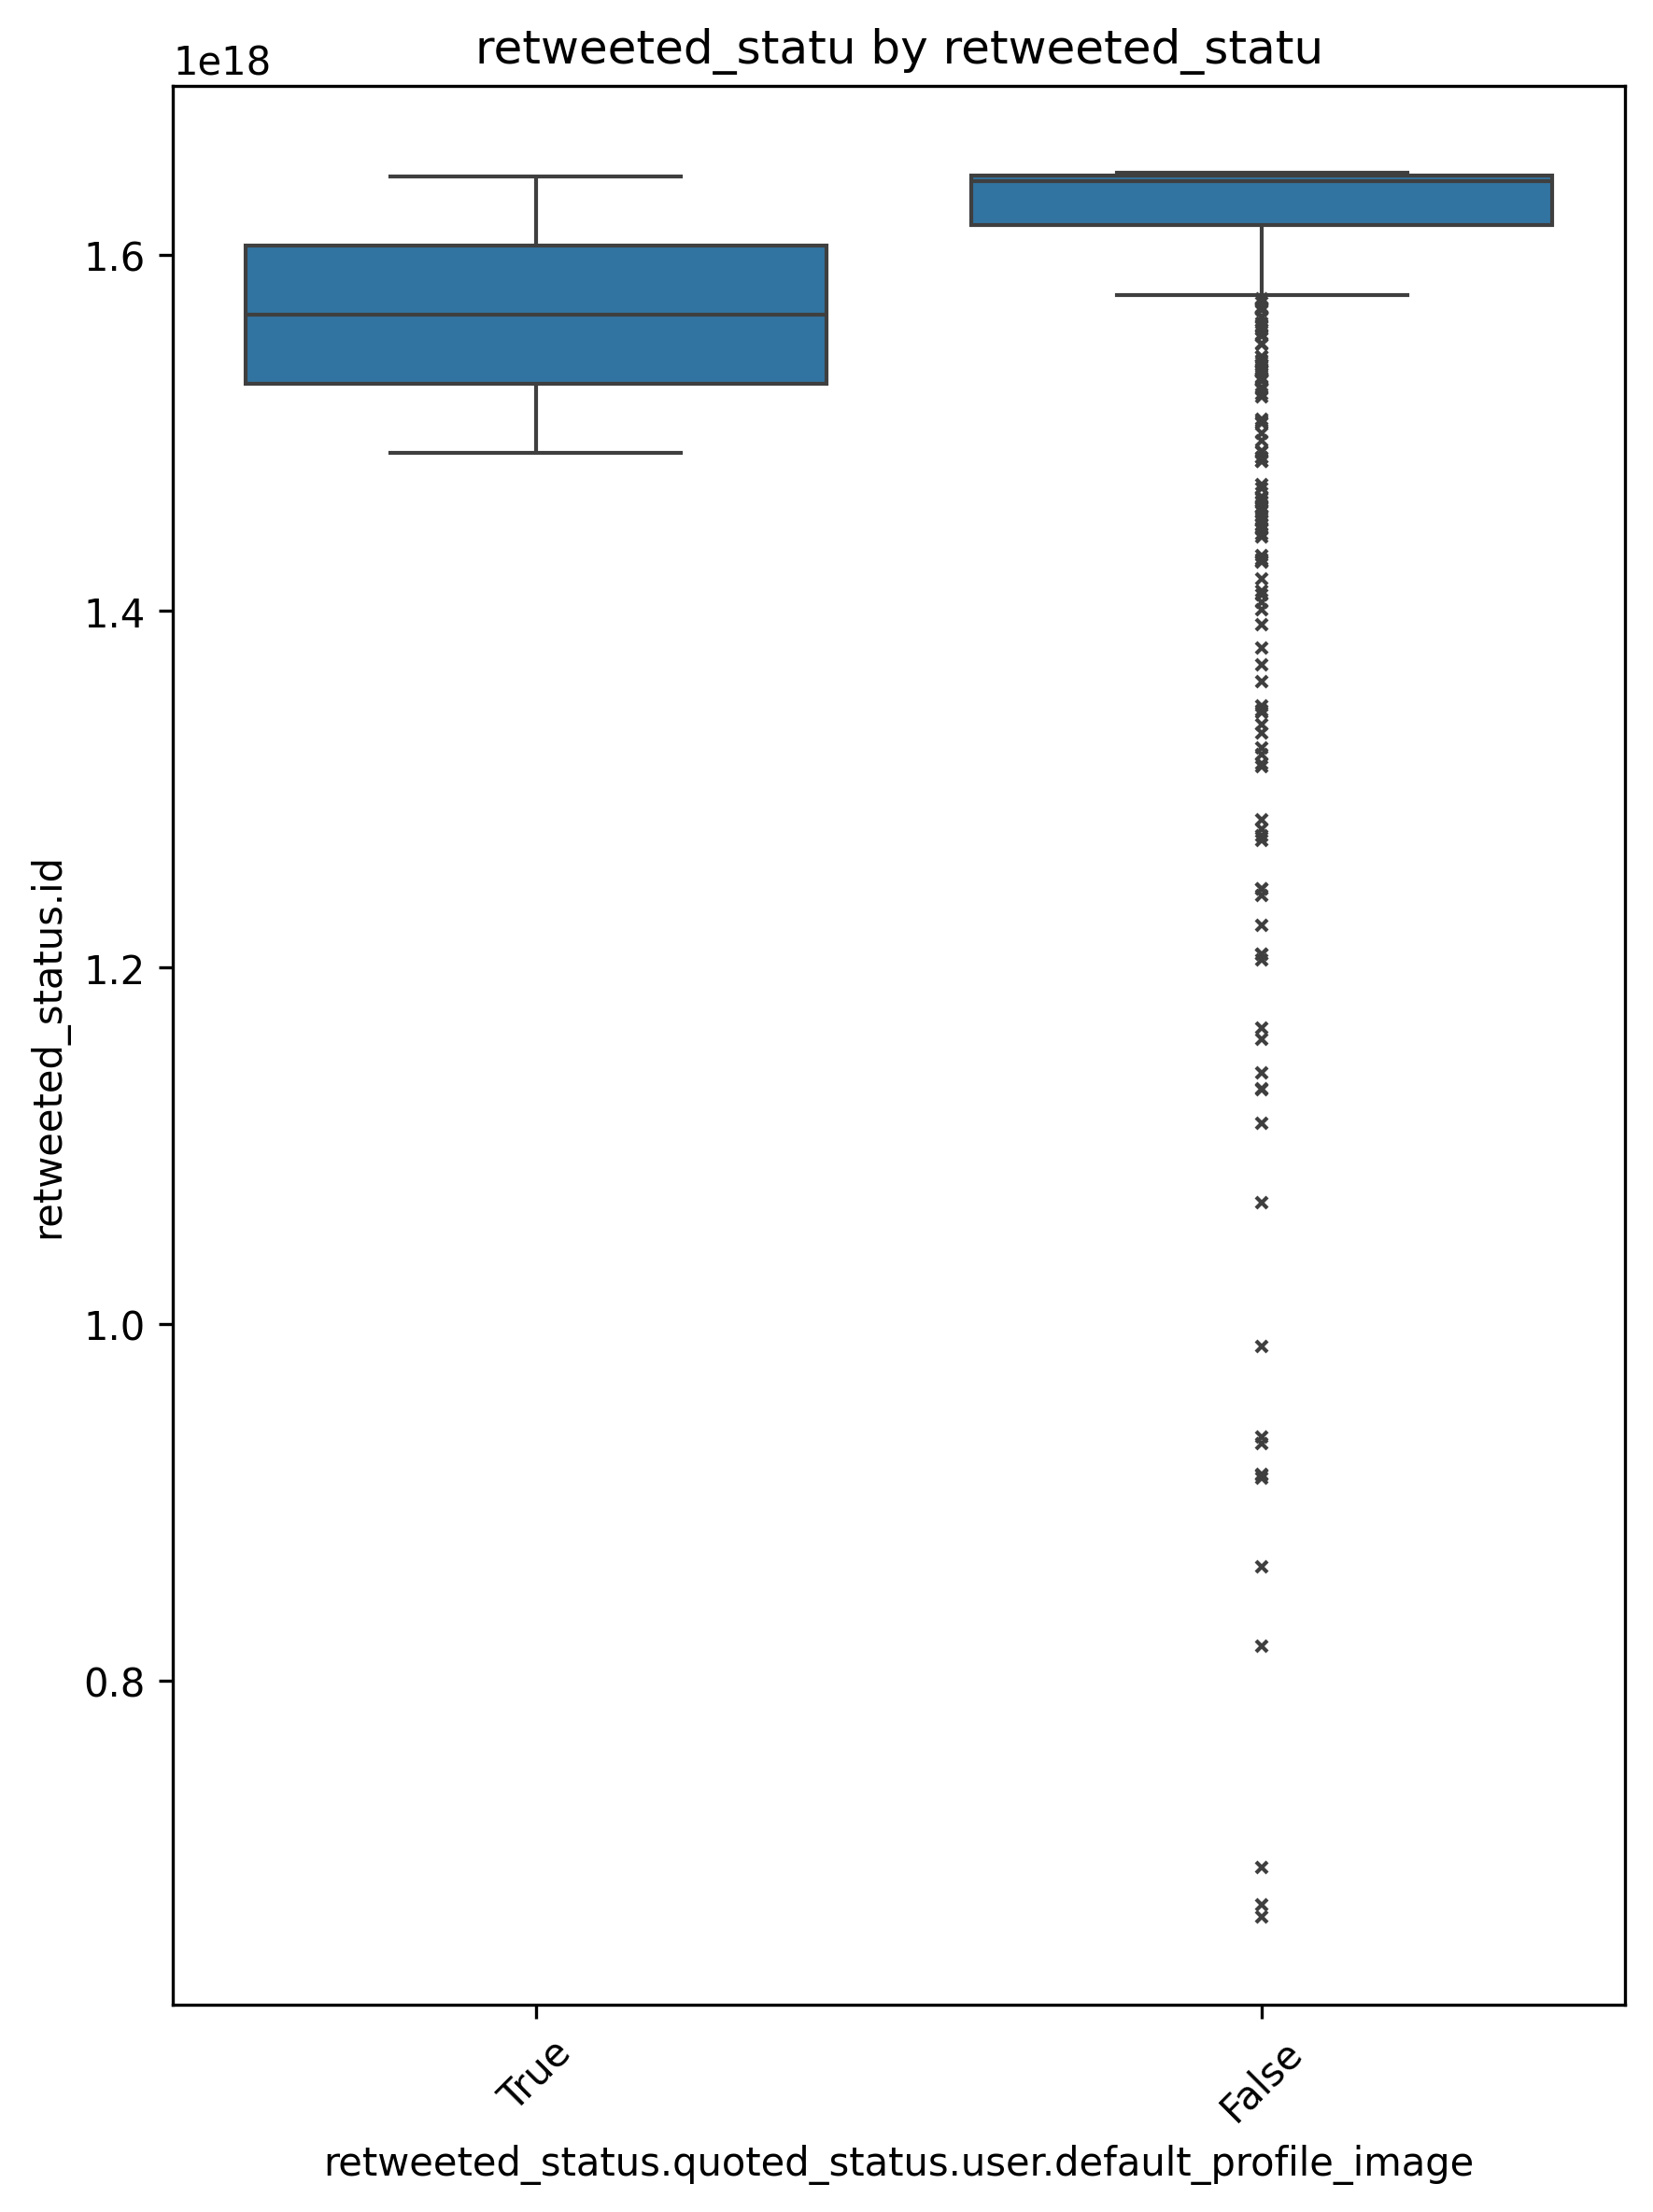 retweeted_statu by retweeted_statu
1e18
1.6
1.4
1.2
1.0
0.8
retweeted_status.id
True
False
retweeted_status.quoted_status.user.default_profile_image